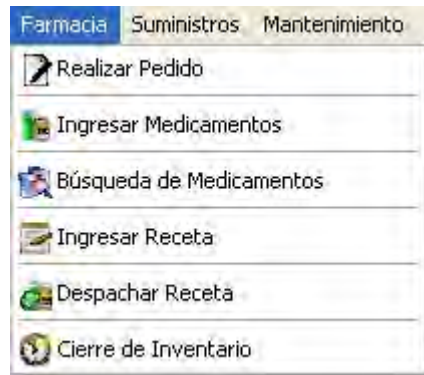 Farmacia Suministros Mantenimiento
Realizar Pedido
Ingresar Medicamentos
Búsqueda de Medicamentos
Ingresar Receta
Despachar Receta
Cierre de Inventario